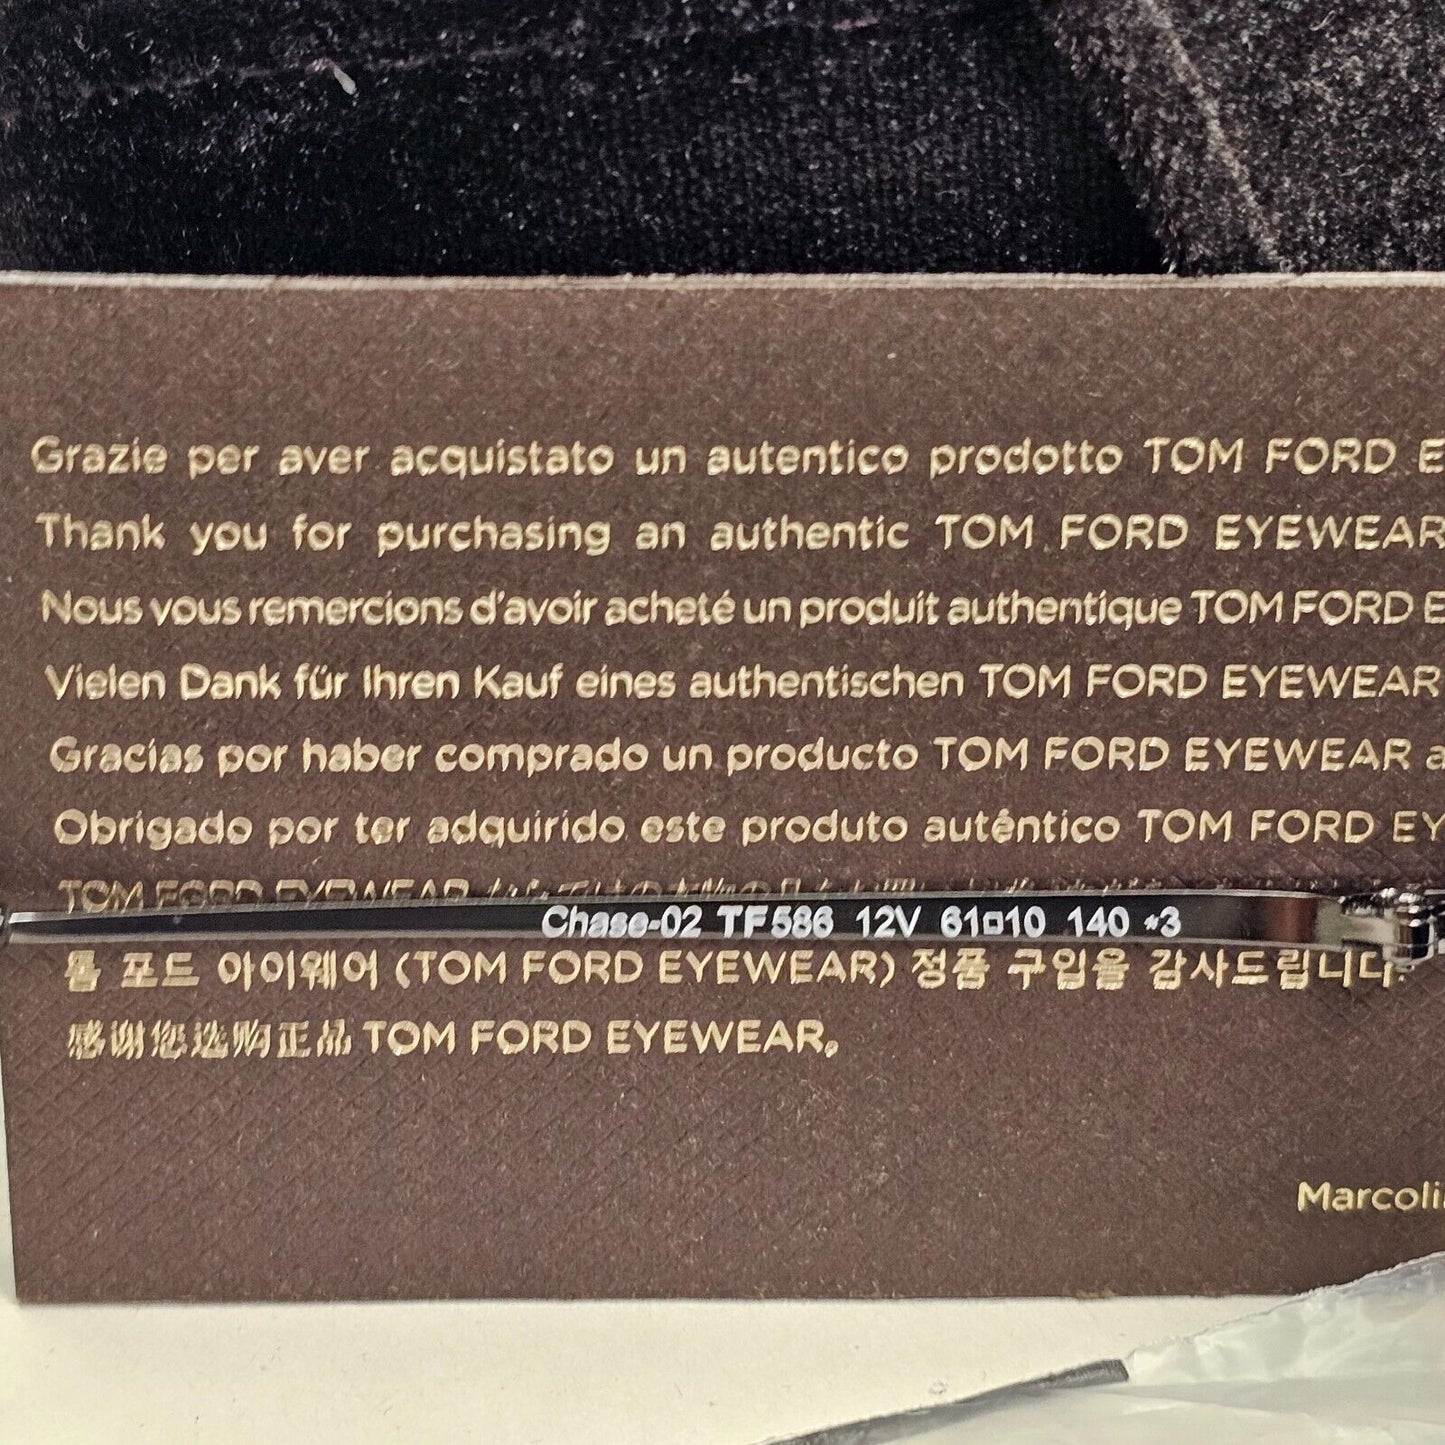 Grazie per aver acquistato un autentico prodotto TOM FORD E
Thank you for purchasing an authentic TOM FORD EYEWEAR
Nous vous remercions d'avoir acheté un produit authentique TOM FORD E
Vielen Dank für Ihren Kauf eines authentischen TOM FORD EYEWEAR
Gracias por haber comprado un producto TOM FORD EYEWEAR a
Obrigado por ter adquirido este produto autêntico TOM FORD EY
TOM FORD EYEWEAR
Chase-02 TF586 12V 61□10 140 *3
톰 포드 아이웨어 (TOM FORD EYEWEAR) 정품 구입을 감사드립니다.
感谢您选购正品 TOM FORD EYEWEAR。
Marcoli